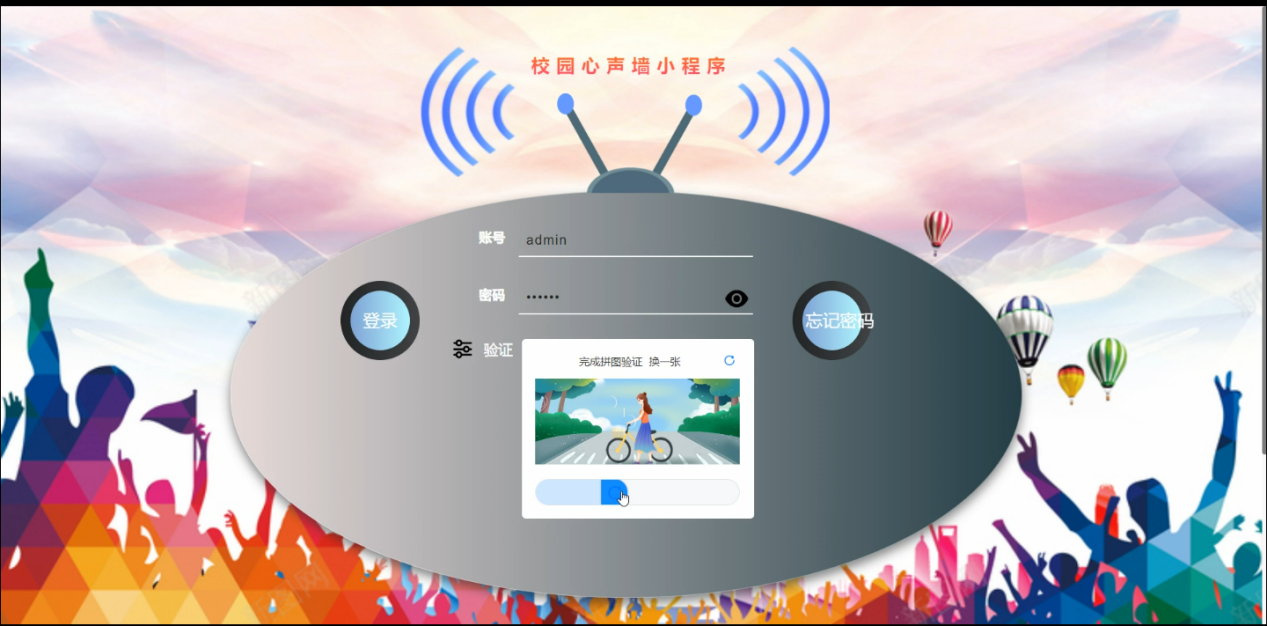 校园心声墙小程序
账号 admin
密码 ••••••
登录
忘记密码
验证
完成拼图验证 换一张